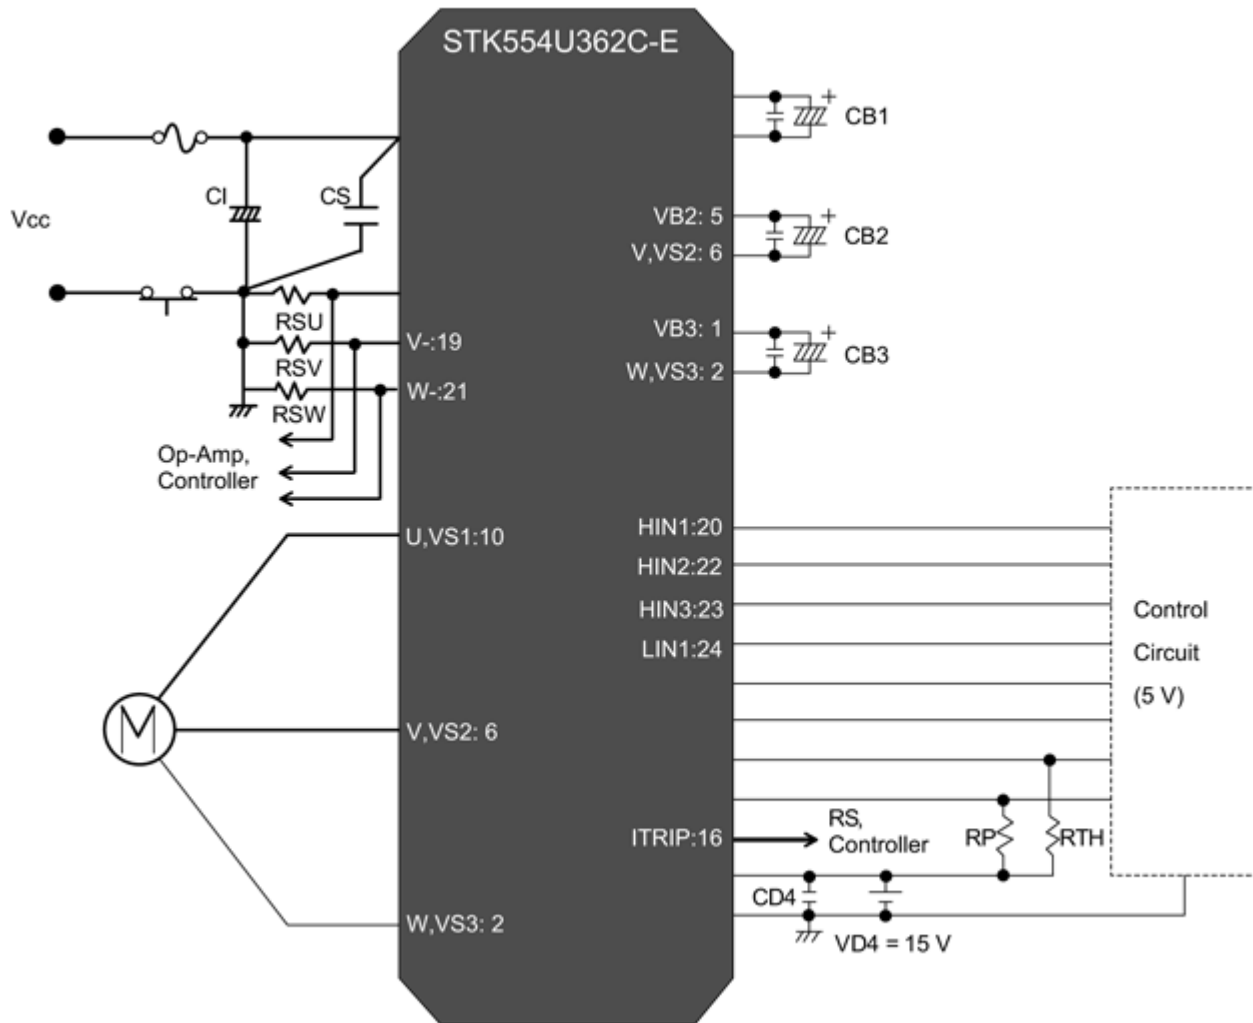 STK554U362C-E
CB1
Vcc
CI
CS
VB2: 5
V,VS2: 6
CB2
RSU
V-:19
RSV
W-:21
RSW
VB3: 1
W,VS3: 2
CB3
Op-Amp,
Controller
U,VS1:10
HIN1:20
HIN2:22
HIN3:23
LIN1:24
Control
Circuit
(5 V)
M
V,VS2: 6
ITRIP:16
RS,
Controller
RP
RTH
CD4
W,VS3: 2
VD4 = 15 V